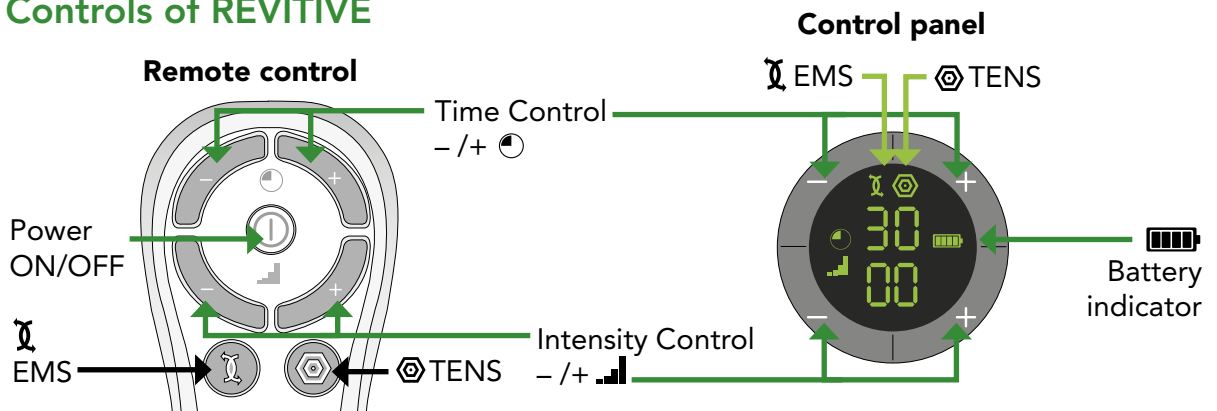 Controls of REVITIVE
Control panel
Remote control
EMS
TENS
Time Control
– /+
– +
– +
30
00
– +
– +
Power
ON/OFF
Battery
indicator
Intensity Control
– /+
EMS
TENS